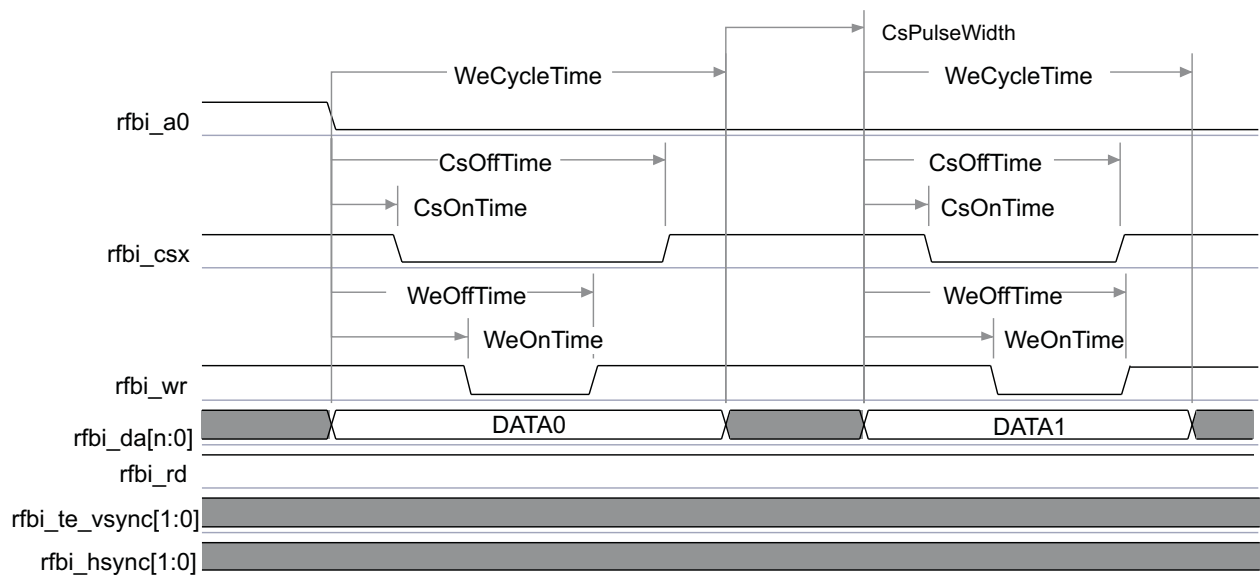 CsPulseWidth
WeCycleTime WeCycleTime
rfbi_a0
CsOffTime CsOffTime
CsOnTime CsOnTime
rfbi_csx
WeOffTime WeOffTime
WeOnTime WeOnTime
rfbi_wr
DATA0 DATA1
rfbi_da[n:0]
rfbi_rd
rfbi_te_vsync[1:0]
rfbi_hsync[1:0]